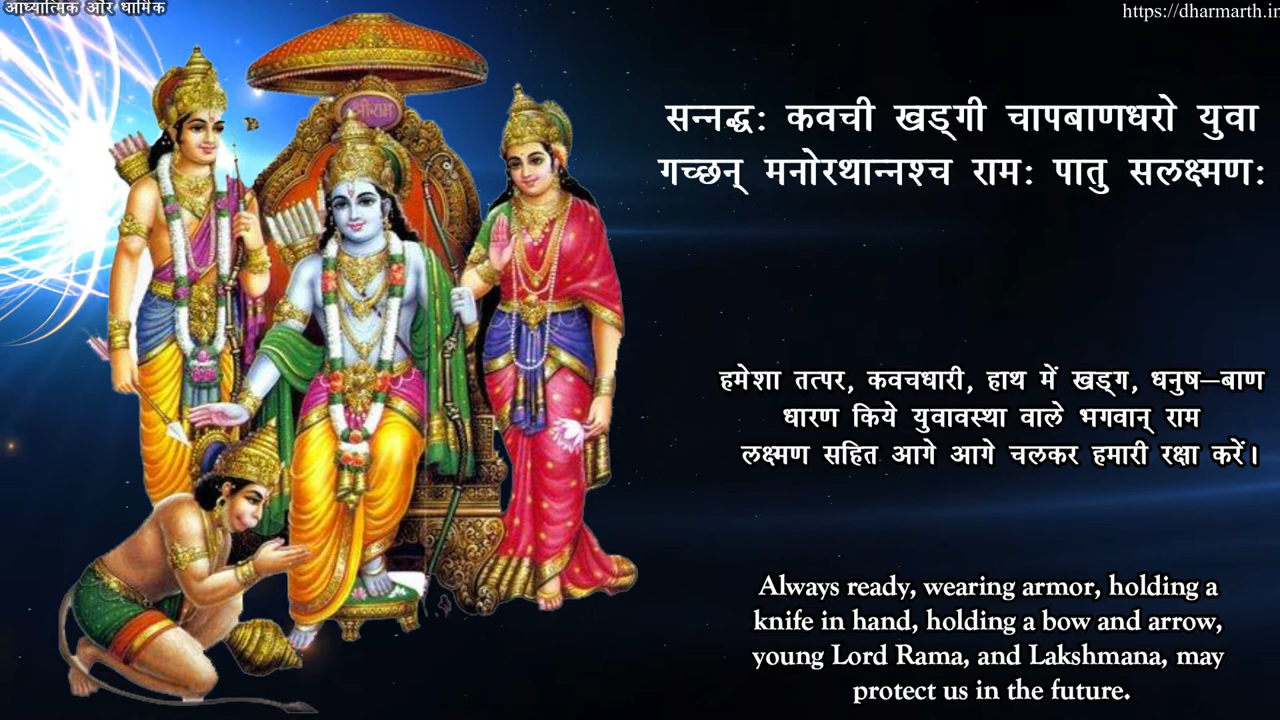 आध्यात्मिक और धार्मिक
https://dharmarth.in
श्रीराम
सन्नद्धः कवची खड्गी चापबाणधरो युवा
गच्छन् मनोरथान्नश्च रामः पातु सलक्ष्मणः
हमेशा तत्पर, कवचधारी, हाथ में खड्ग, धनुष–बाण
धारण किये युवावस्था वाले भगवान् राम
लक्ष्मण सहित आगे आगे चलकर हमारी रक्षा करें।
Always ready, wearing armor, holding a
knife in hand, holding a bow and arrow,
young Lord Rama, and Lakshmana, may
protect us in the future.